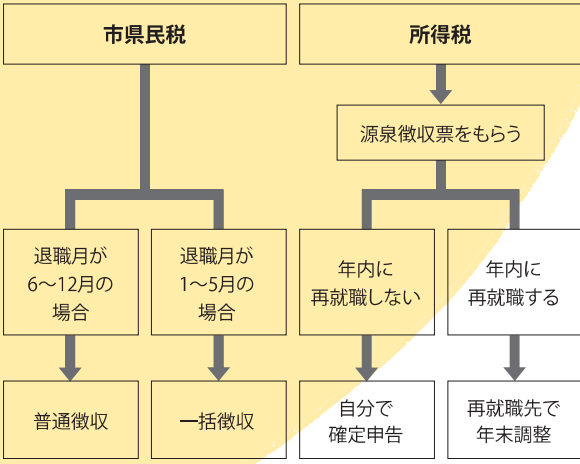 市県民税
所得税
源泉徴収票をもらう
退職月が
6〜12月の
場合
退職月が
1〜5月の
場合
年内に
再就職しない
年内に
再就職する
普通徴収
一括徴収
自分で
確定申告
再就職先で
年末調整